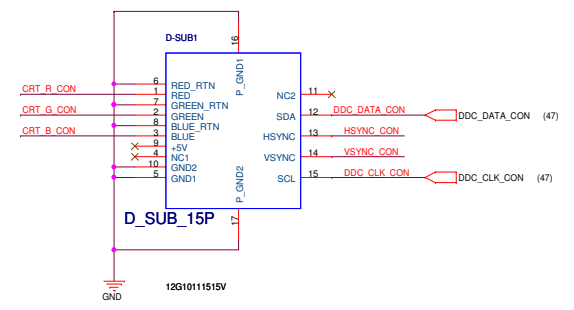 D-SUB1
16
P_GND1
6 RED_RTN
CRT_R_CON 1 RED
7 GREEN_RTN
CRT_G_CON 2 GREEN
8 BLUE_RTN
CRT_B_CON 3 BLUE
9 +5V
4 NC1
10 GND2
5 GND1
NC2 11
SDA 12 DDC_DATA_CON DDC_DATA_CON (47)
HSYNC 13 HSYNC_CON
VSYNC 14 VSYNC_CON
SCL 15 DDC_CLK_CON DDC_CLK_CON (47)
P_GND2
17
D_SUB_15P
12G10111515V
GND